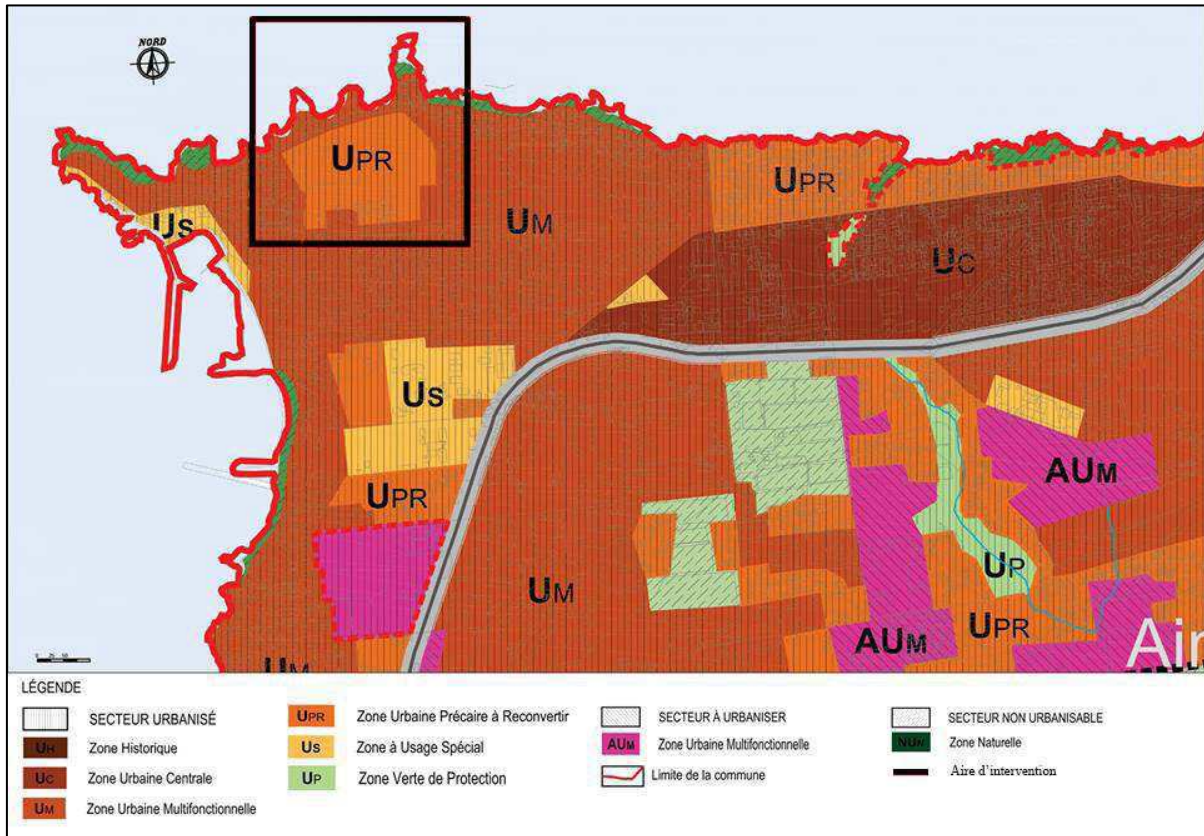 NORD
UPR
UPR
US
UM
UC
US
UPR
AUM
UM
UP
UPR
AUM
UM
Air
LÉGENDE
SECTEUR URBANISÉ
UH Zone Historique
UC Zone Urbaine Centrale
UM Zone Urbaine Multifonctionnelle
UPR Zone Urbaine Précaire à Reconvertir
US Zone à Usage Spécial
UP Zone Verte de Protection
SECTEUR À URBANISER
AUM Zone Urbaine Multifonctionnelle
Limite de la commune
SECTEUR NON URBANISABLE
Zone Naturelle
Aire d'intervention